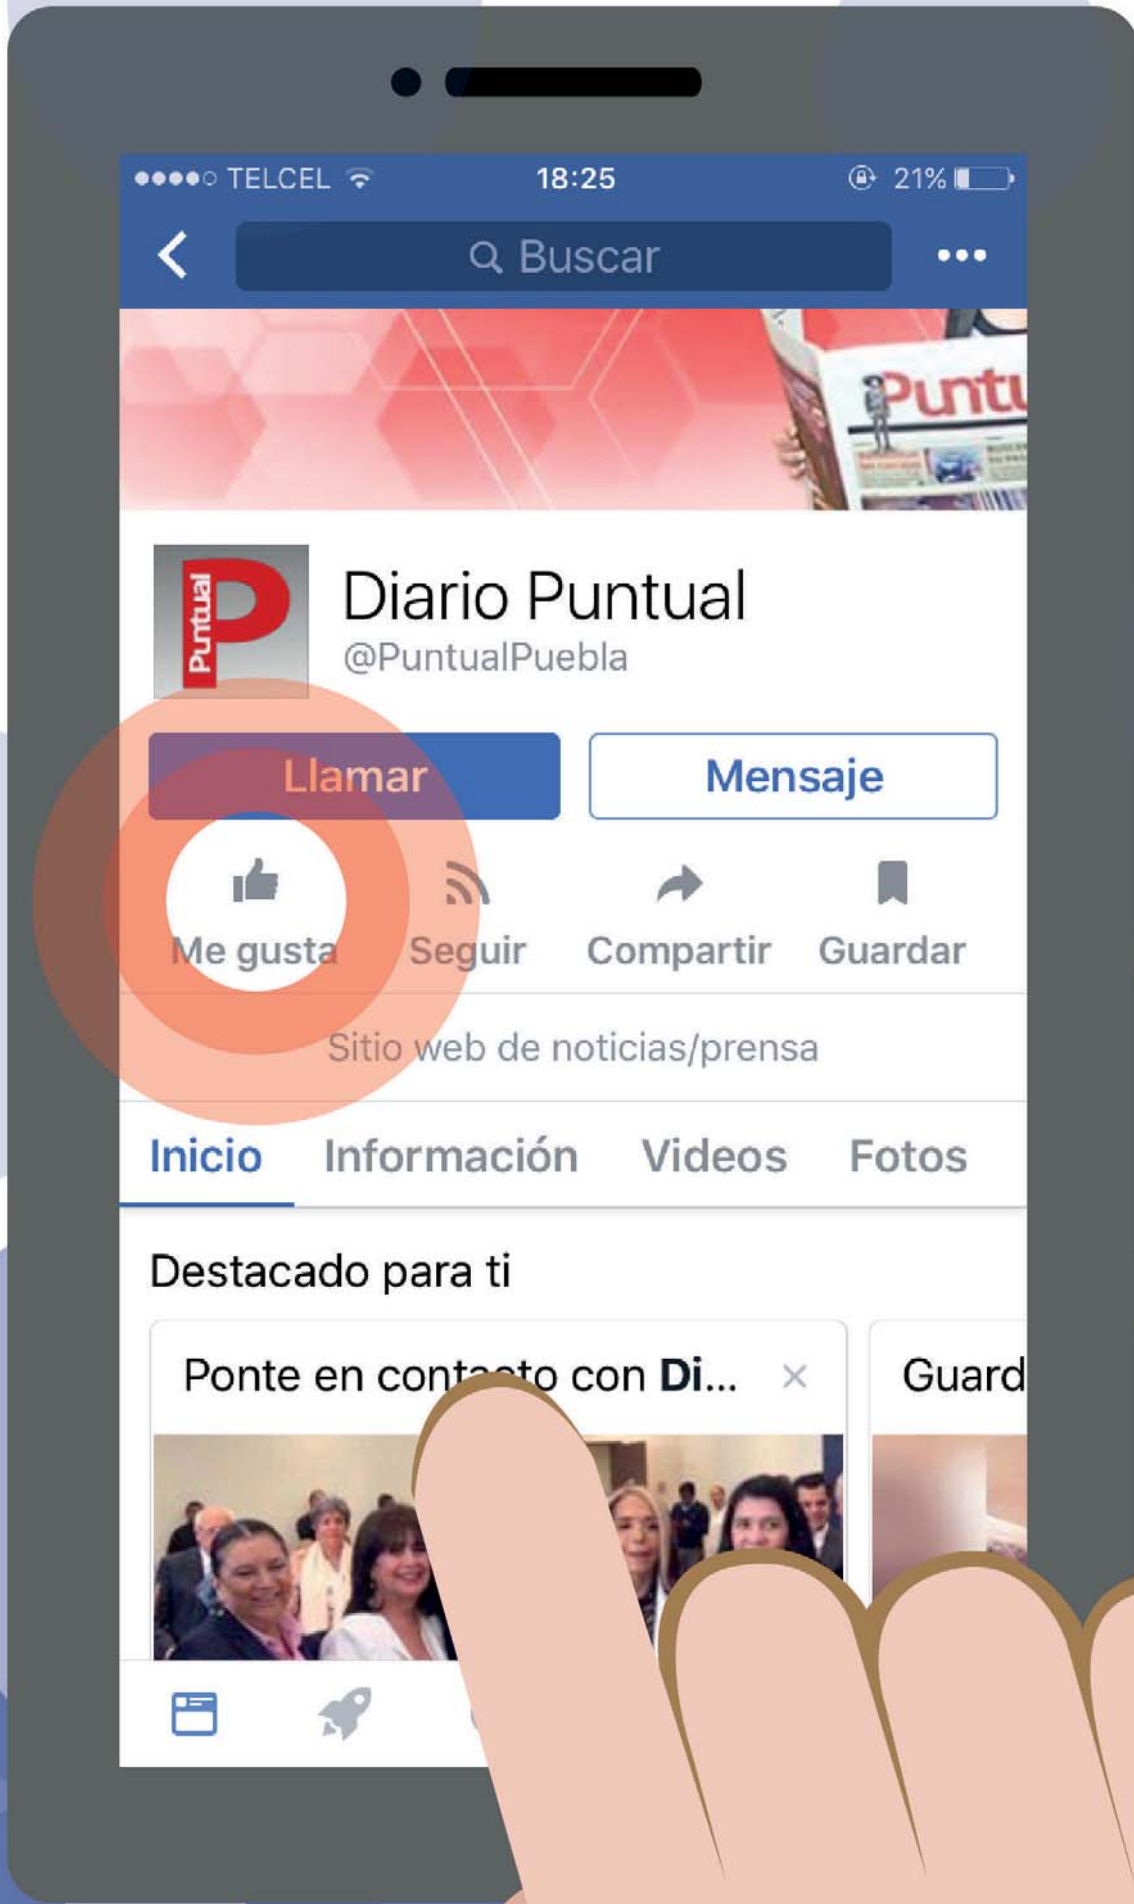 TELCEL 18:25 21%
Buscar
Puntu
Diario Puntual
Puntual
@PuntualPuebla
Llamar Mensaje
Me gusta Seguir Compartir Guardar
Sitio web de noticias/prensa
Inicio Información Videos Fotos
Destacado para ti
Ponte en contacto con Di... Guard